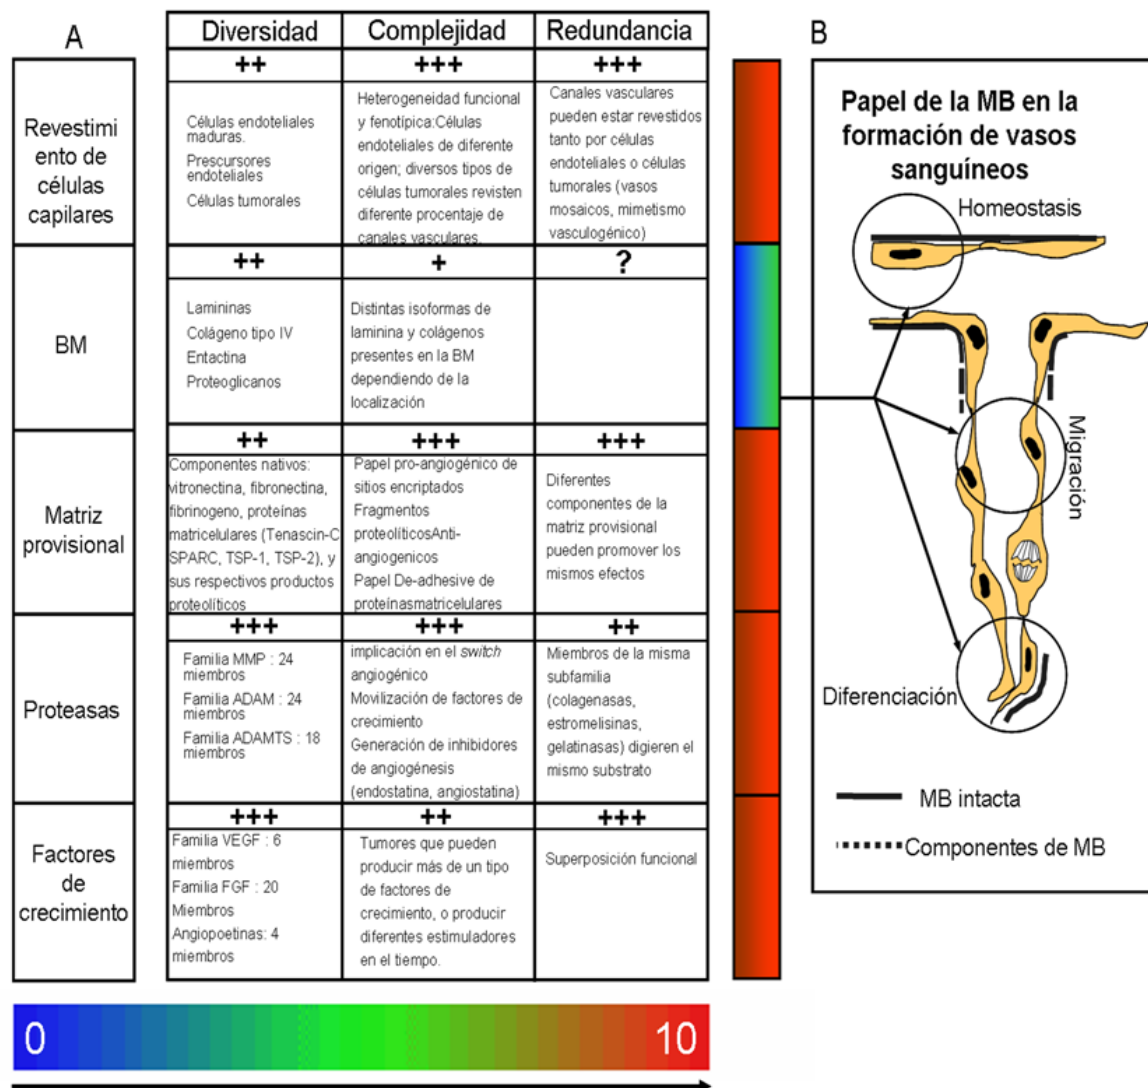 A
Diversidad
Complejidad
Redundancia
Revestimi
ento de
células
capilares
++
Células endoteliales
maduras.
Prescursores
endoteliales
Células tumorales
+++
Heterogeneidad funcional
y fenotípica:Células
endoteliales de diferente
origen; diversos tipos de
células tumorales revisten
diferente procentaje de
canales vasculares.
+++
Canales vasculares
pueden estar revestidos
tanto por células
endoteliales o células
tumorales (vasos
mosaicos, mimetismo
vasculogénico)
BM
++
Lamininas
Colágeno tipo IV
Entactina
Proteoglicanos
+
Distintas isoformas de
laminina y colágenos
presentes en la BM
dependiendo de la
localización
?
Matriz
provisional
++
Componentes nativos:
vitronectina, fibronectina,
fibrinogeno, proteínas
matricelulares (Tenascin-C
SPARC, TSP-1, TSP-2), y
sus respectivos productos
proteolíticos
+++
Papel pro-angiogénico de
sitios encriptados
Fragmentos
proteolíticosAnti-
angiogenicos
Papel De-adhesive de
proteínasmatricelulares
+++
Diferentes
componentes de la
matriz provisional
pueden promover los
mismos efectos
Proteasas
+++
Familia MMP : 24
miembros
Familia ADAM : 24
miembros
Familia ADAMTS : 18
miembros
+++
implicación en el switch
angiogénico
Movilización de factores de
crecimiento
Generación de inhibidores
de angiogénesis
(endostatina, angiostatina)
++
Miembros de la misma
subfamilia
(colagenasas,
estromelisinas,
gelatinasas) digieren el
mismo substrato
Factores
de
crecimiento
+++
Familia VEGF : 6
miembros
Familia FGF : 20
Miembros
Angiopoetinas: 4
miembros
++
Tumores que pueden
producir más de un tipo
de factores de
crecimiento, o producir
diferentes estimuladores
en el tiempo.
+++
Superposición funcional
0
10
B
Papel de la MB en la
formación de vasos
sanguíneos
Homeostasis
Migración
Diferenciación
MB intacta
Componentes de MB